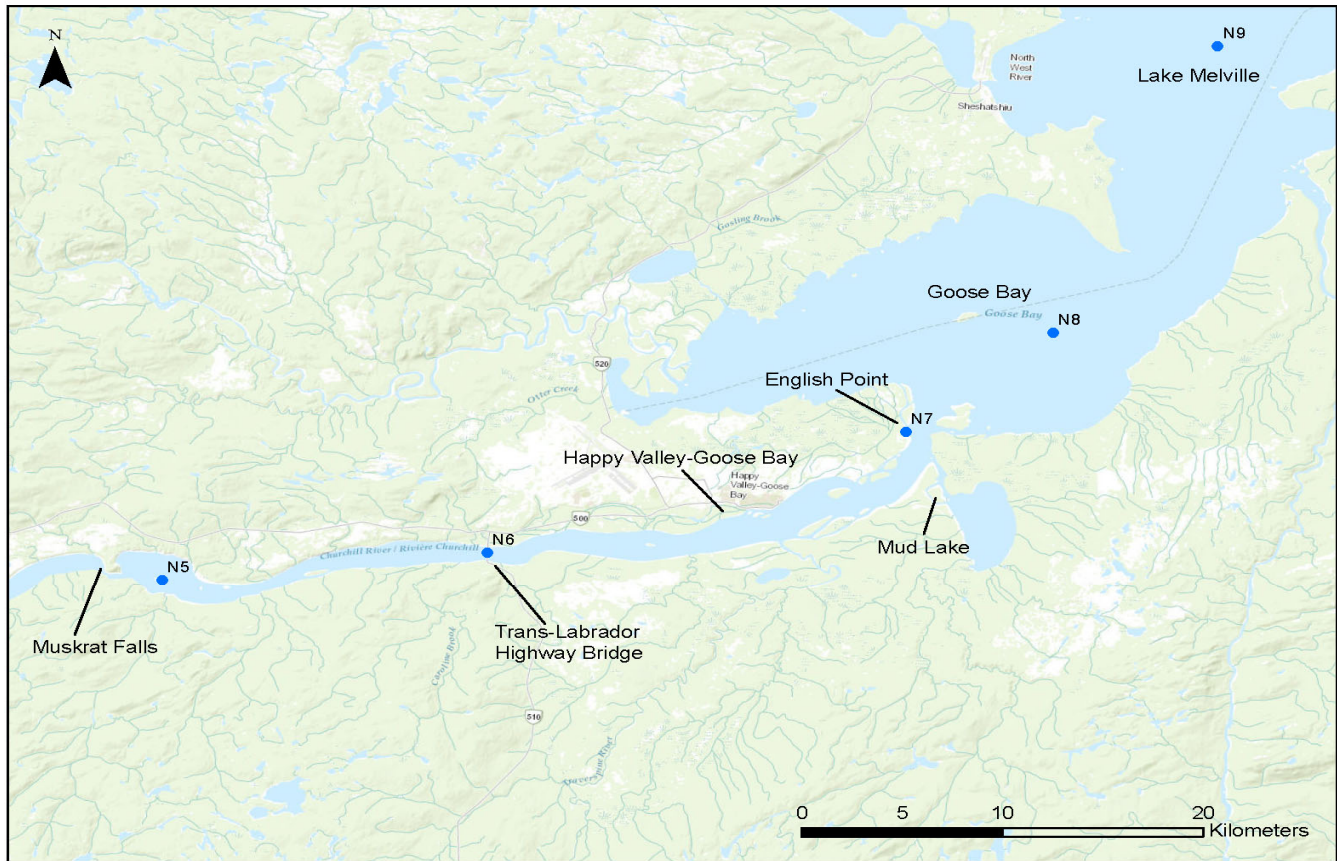 N
N9
North
West
River
Lake Melville
Sheshatshiu
Gosling Brook
Goose Bay
Goose Bay
N8
520
English Point
Otter Creek
N7
Happy Valley-Goose Bay
Happy
Valley-Goose
Bay
500
Mud Lake
Churchill River / Rivière Churchill
N6
N5
Muskrat Falls
Trans-Labrador
Highway Bridge
Caroline Brook
510
0 5 10 20
Kilometers